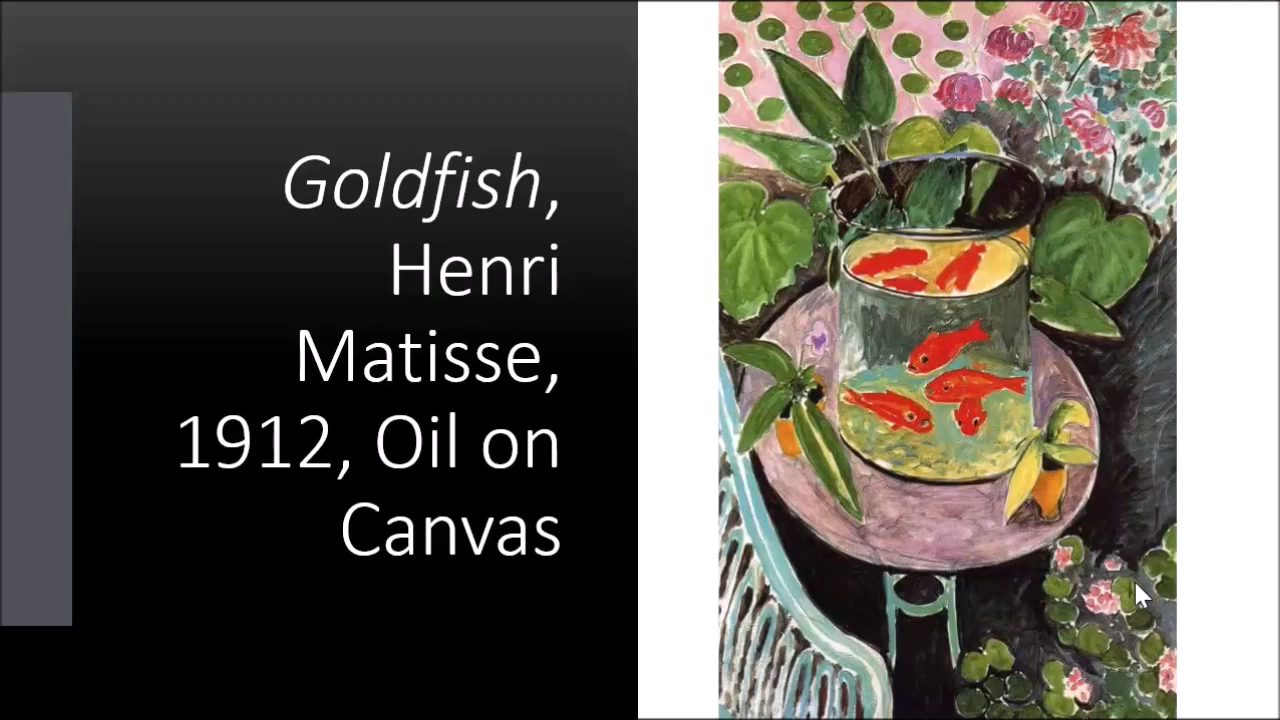 Goldfish,
Henri
Matisse,
1912, Oil on
Canvas